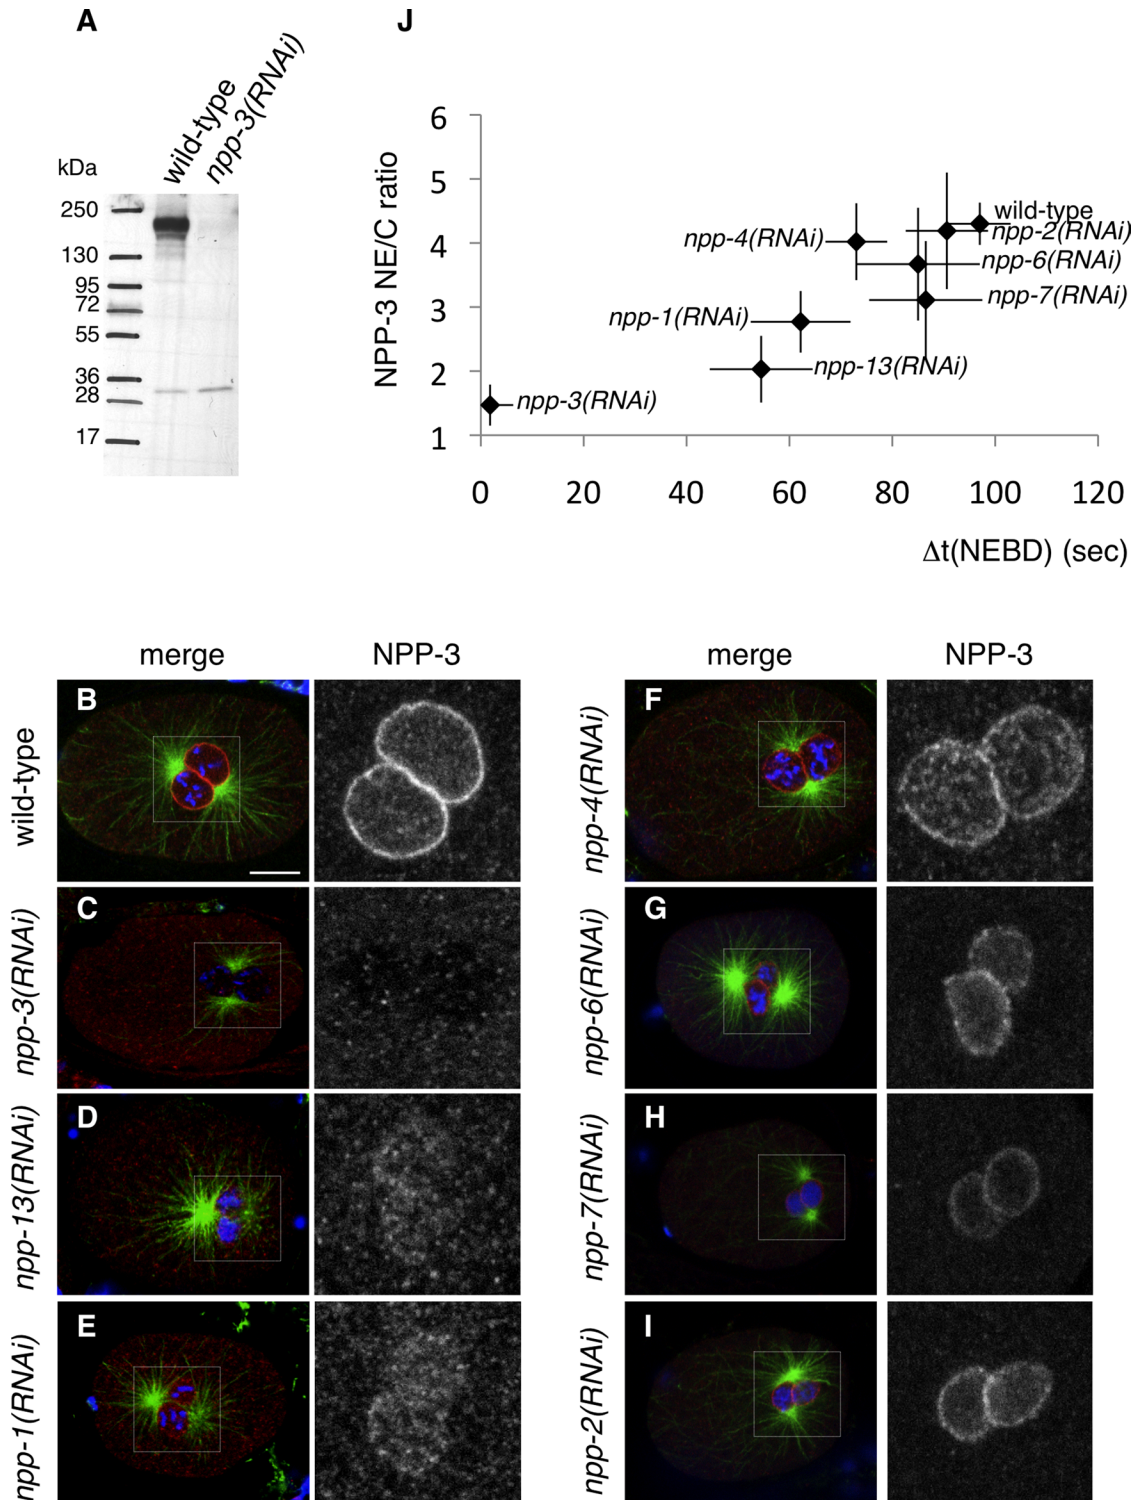 A
wild-type
npp-3(RNAi)
kDa
250
130
95
72
55
36
28
17
J
NPP-3 NE/C ratio
6
5
4
3
2
1
wild-type
npp-2(RNAi)
npp-4(RNAi)
npp-6(RNAi)
npp-7(RNAi)
npp-1(RNAi)
npp-13(RNAi)
npp-3(RNAi)
0 20 40 60 80 100 120
Δt(NEBD) (sec)
merge NPP-3
merge NPP-3
wild-type
B
npp-3(RNAi)
C
npp-13(RNAi)
D
npp-1(RNAi)
E
npp-4(RNAi)
F
npp-6(RNAi)
G
npp-7(RNAi)
H
npp-2(RNAi)
I